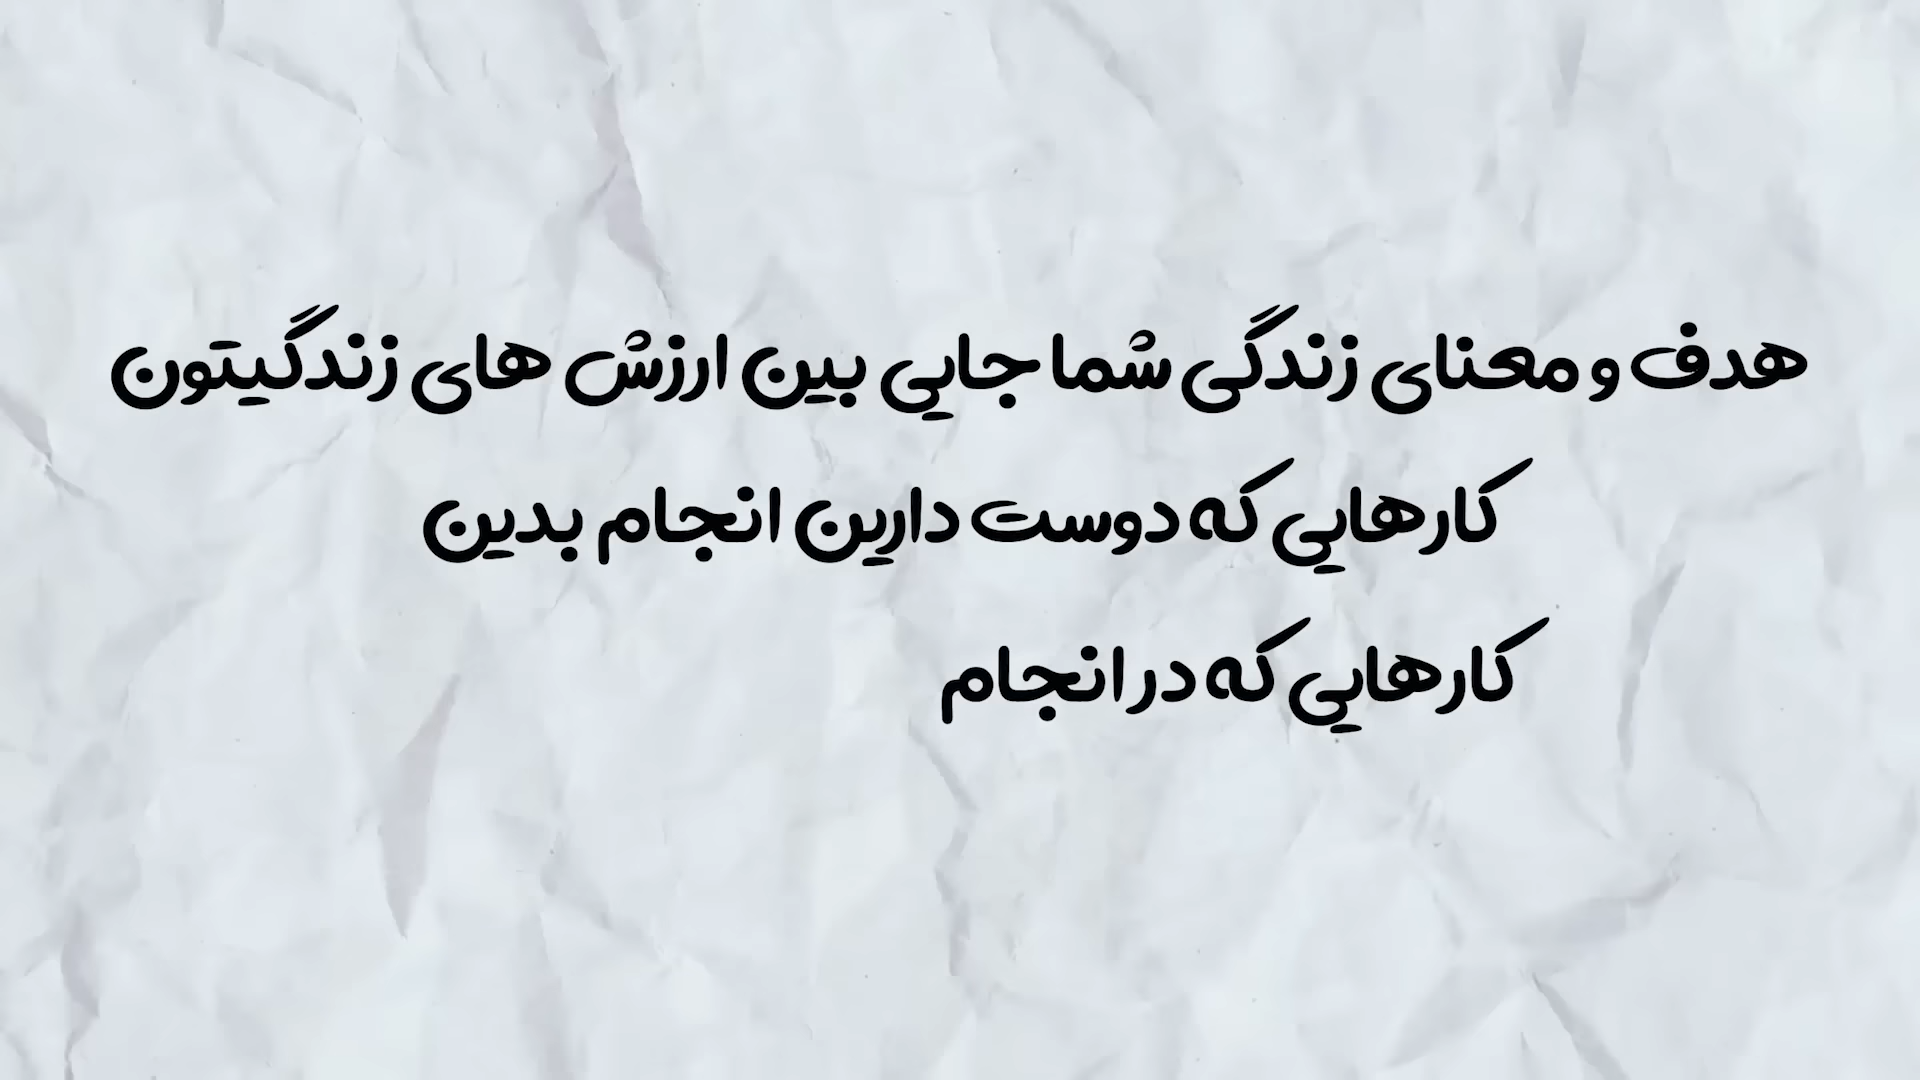 هدف و معنای زندگی شما جایی بین ارزش های زندگیتون
کارهایی که دوست دارین انجام بدین
کارهایی که در انجام